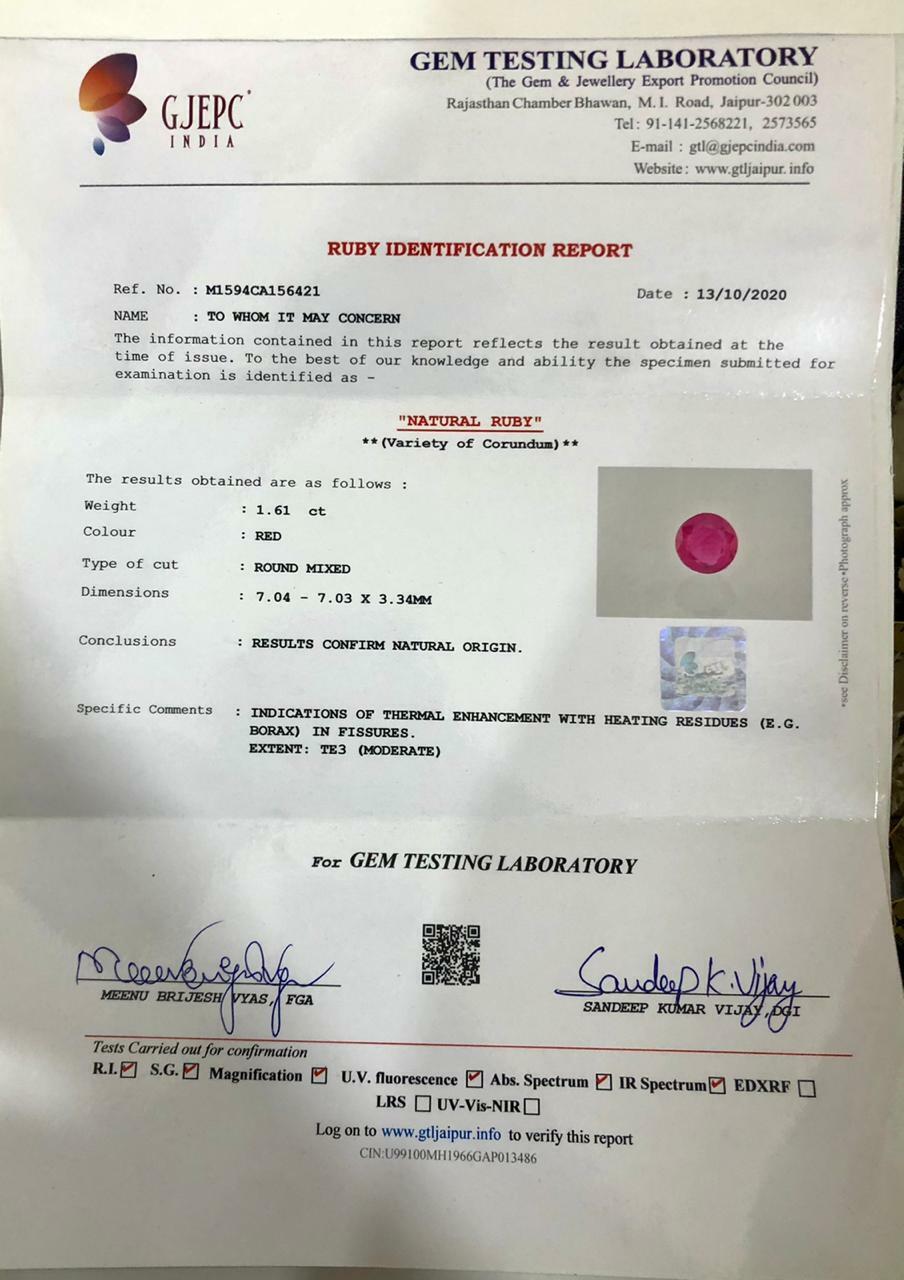 GJEPC
INDIA
GEM TESTING LABORATORY
(The Gem & Jewellery Export Promotion Council)
Rajasthan Chamber Bhawan, M. I. Road, Jaipur-302 003
Tel : 91-141-2568221, 2573565
E-mail : gtl@gjepcindia.com
Website : www.gtljaipur. info
RUBY IDENTIFICATION REPORT
Ref. No. : M1594CA156421 Date : 13/10/2020
NAME : TO WHOM IT MAY CONCERN
The information contained in this report reflects the result obtained at the
time of issue. To the best of our knowledge and ability the specimen submitted for
examination is identified as -
"NATURAL RUBY"
**(Variety of Corundum)**
The results obtained are as follows :
Weight : 1.61 ct
Colour : RED
Type of cut : ROUND MIXED
Dimensions : 7.04 - 7.03 X 3.34MM
Conclusions : RESULTS CONFIRM NATURAL ORIGIN.
Specific Comments : INDICATIONS OF THERMAL ENHANCEMENT WITH HEATING RESIDUES (E.G.
BORAX) IN FISSURES.
EXTENT: TE3 (MODERATE)
*see Disclaimer on reverse •Photograph approx
For GEM TESTING LABORATORY
Sandeep K. Vijay
MEENU BRIJESH VYAS, FGA
SANDEEP KUMAR VIJAY, DGI
Tests Carried out for confirmation
R.I. S.G. Magnification U.V. fluorescence Abs. Spectrum IR Spectrum EDXRF
LRS UV-Vis-NIR
Log on to www.gtljaipur.info to verify this report
CIN:U99100MH1966GAP013486